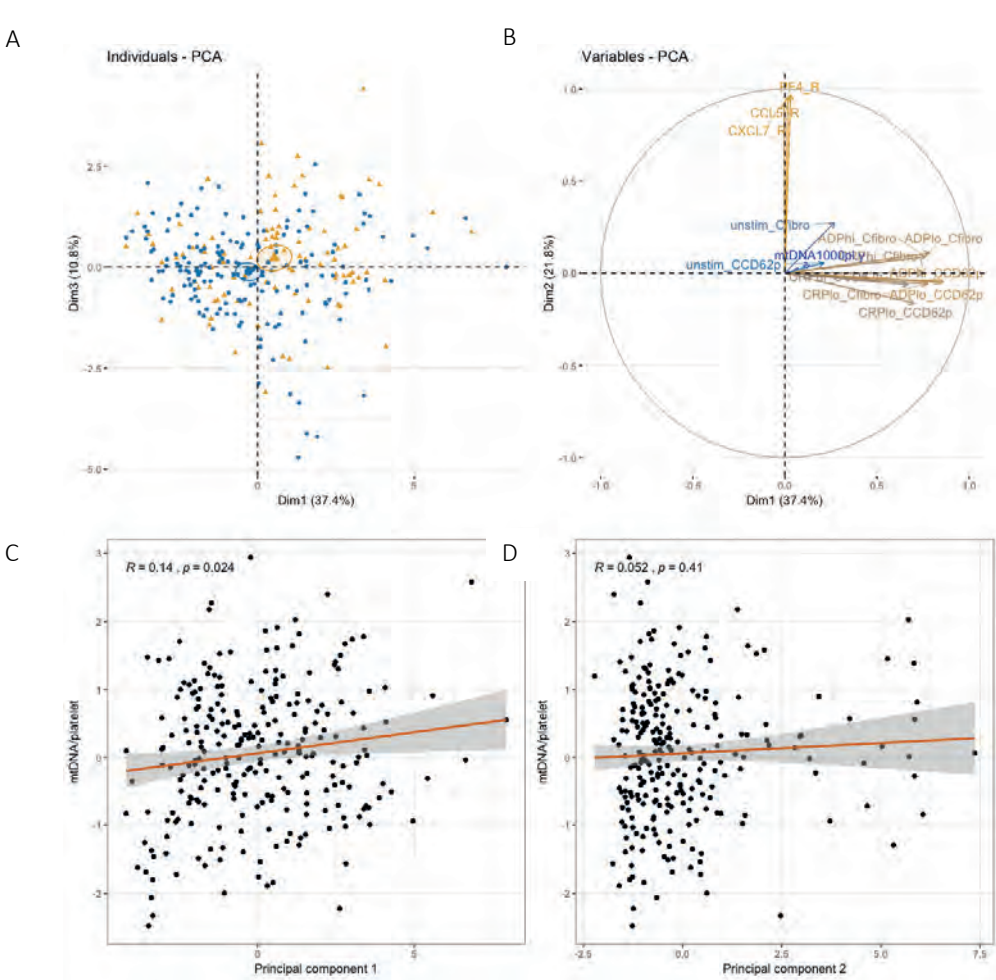 A
Individuals - PCA
2.5
0.0
-2.5
-5.0
0
5
Dim3 (10.8%)
Dim1 (37.4%)
B
Variables - PCA
1.0
0.5
0.0
-0.5
-1.0
-1.0
-0.5
0.0
0.5
1.0
Dim2 (21.8%)
Dim1 (37.4%)
PF4_R
CCL5_R
CXCL7_R
unstim_Cfibro
ADPhi_Cfibro
ADPlo_Cfibro
mtDNA1000pLy
unstim_CCD62p
CRPlo_Cfibro
ADPlo_CCD62p
CRPlo_CCD62p
C
R = 0.14 , p = 0.024
3
2
1
0
-1
-2
0
5
mtDNA/platelet
Principal component 1
D
R = 0.052 , p = 0.41
3
2
1
0
-1
-2
-2.5
0.0
2.5
5.0
7.5
mtDNA/platelet
Principal component 2